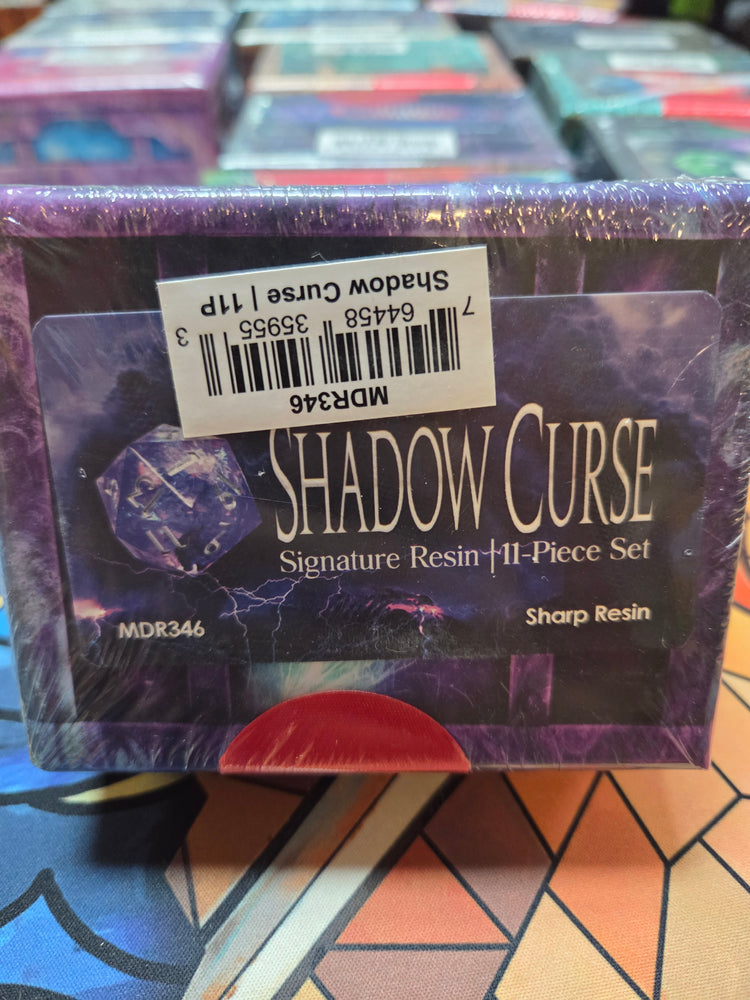 Shadow Curse | 11P
7 64458 35955 3
MDR346
SHADOW CURSE
Signature Resin | 11-Piece Set
MDR346
Sharp Resin